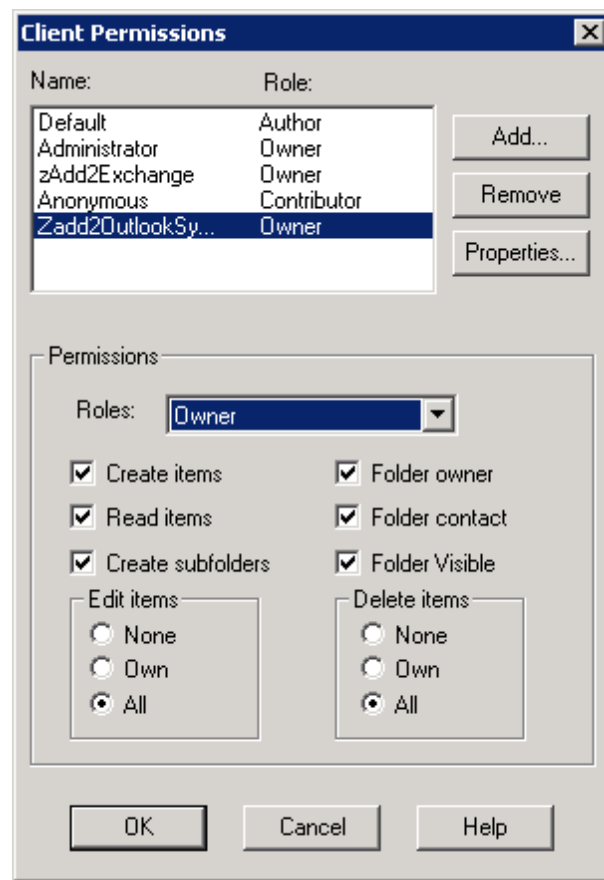 Client Permissions
Name: Role:
Default Author
Administrator Owner
zAdd2Exchange Owner
Anonymous Contributor
Zadd2OutlookSy... Owner
Add...
Remove
Properties...
Permissions
Roles: Owner
Create items Folder owner
Read items Folder contact
Create subfolders Folder Visible
Edit items Delete items
None None
Own Own
All All
OK Cancel Help